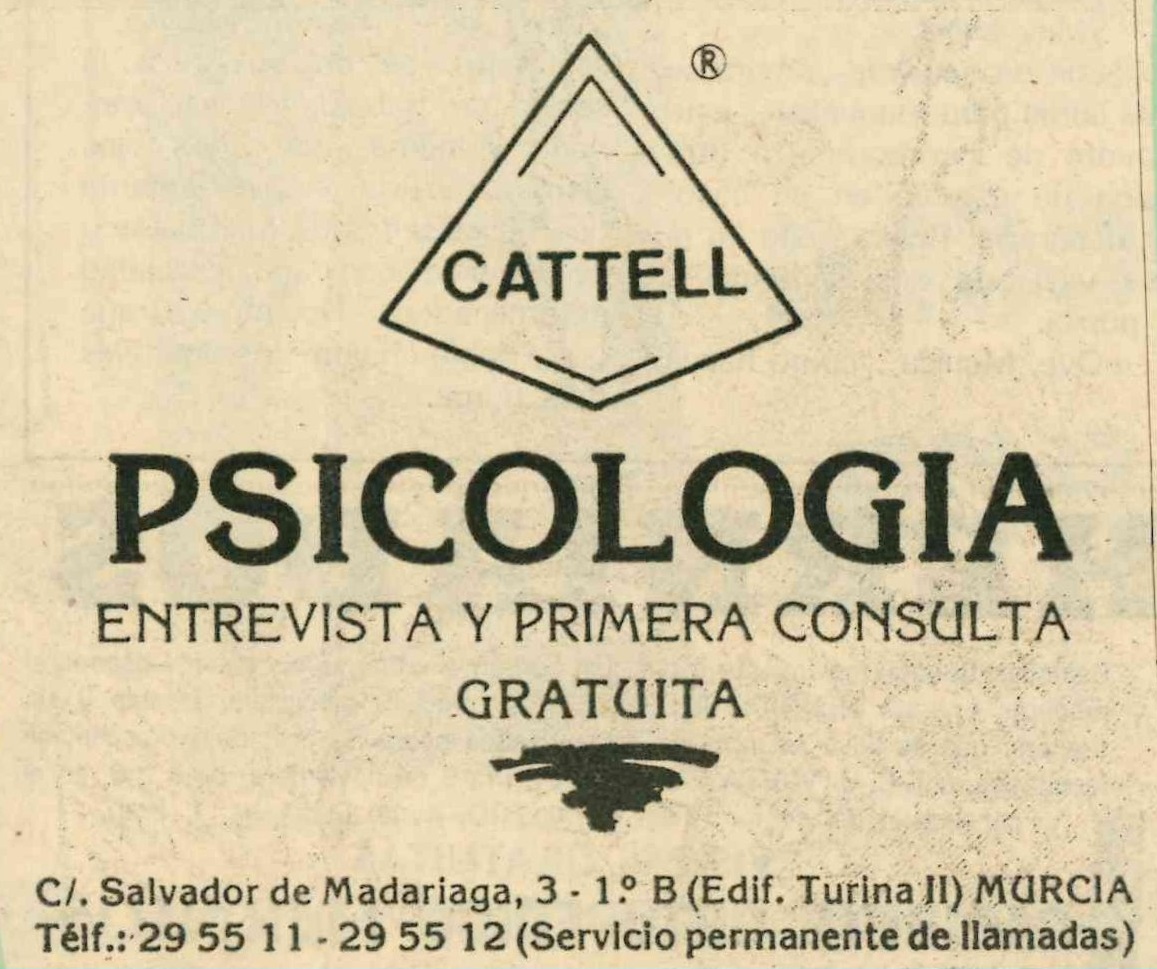 ®
CATTELL
PSICOLOGIA
ENTREVISTA Y PRIMERA CONSULTA
GRATUITA
C/. Salvador de Madariaga, 3 - 1.º B (Edif. Turina II) MURCIA
Télf.: 29 55 11 - 29 55 12 (Servicio permanente de llamadas)